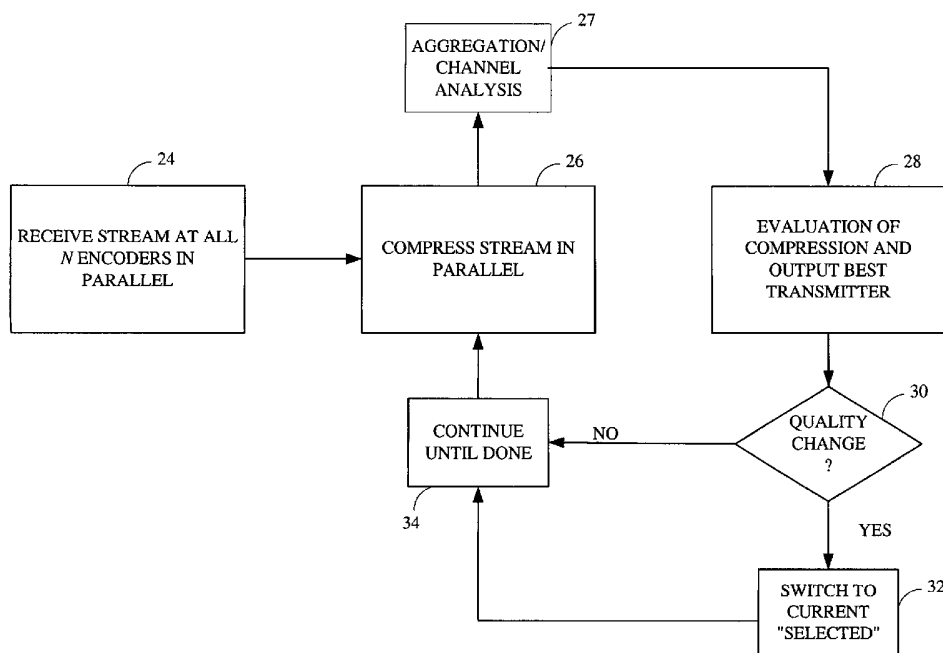 27
AGGREGATION/
CHANNEL
ANALYSIS
24
RECEIVE STREAM AT ALL
N ENCODERS IN
PARALLEL
26
COMPRESS STREAM IN
PARALLEL
28
EVALUATION OF
COMPRESSION AND
OUTPUT BEST
TRANSMITTER
30
QUALITY
CHANGE
?
NO
CONTINUE
UNTIL DONE
34
YES
SWITCH TO
CURRENT
"SELECTED"
32